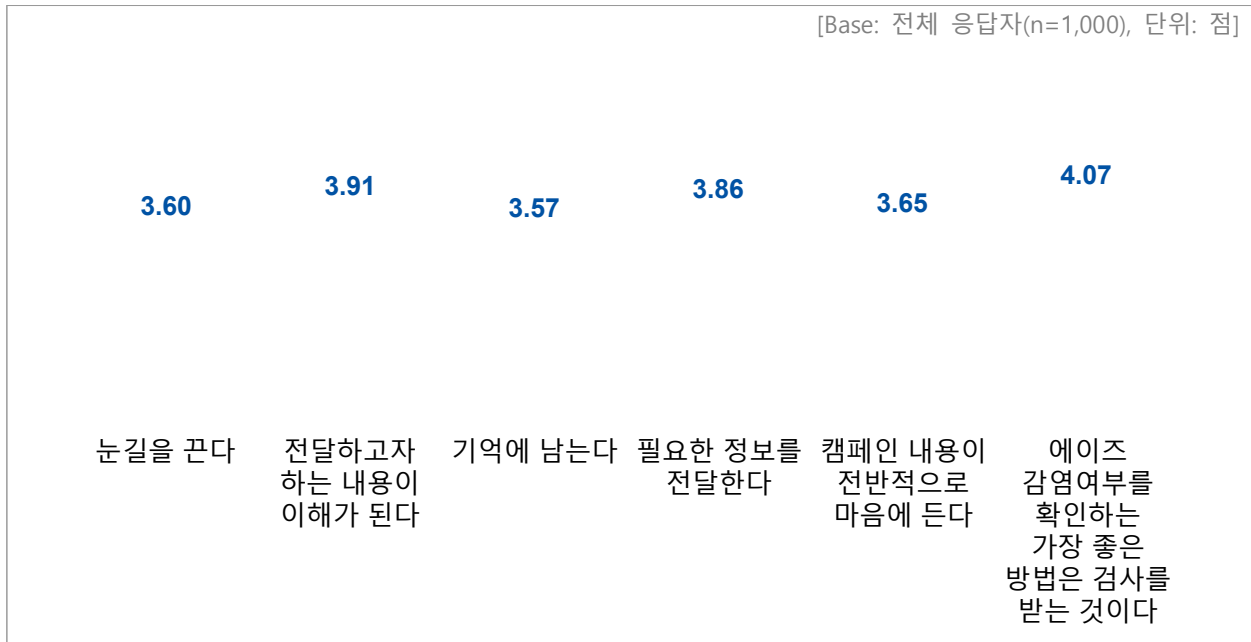 [Base: 전체 응답자(n=1,000), 단위: 점]
3.60
3.91
3.57
3.86
3.65
4.07
눈길을 끈다
전달하고자
하는 내용이
이해가 된다
기억에 남는다
필요한 정보를
전달한다
캠페인 내용이
전반적으로
마음에 든다
에이즈
감염여부를
확인하는
가장 좋은
방법은 검사를
받는 것이다